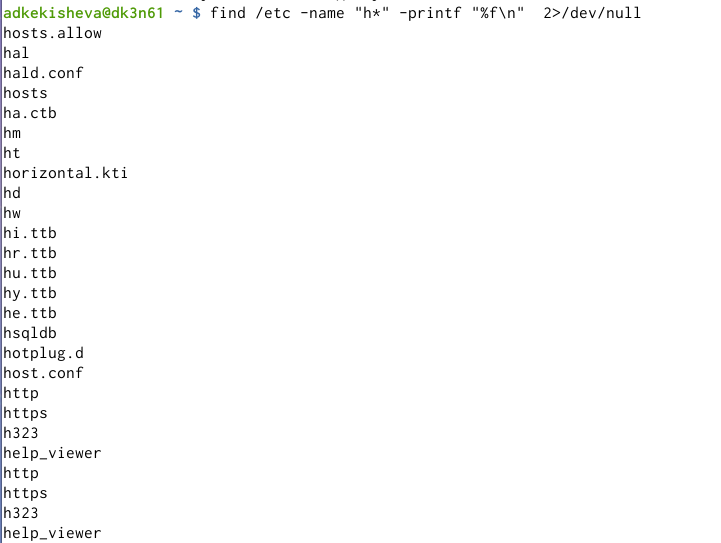 adkekisheva@dk3n61 ~ $ find /etc -name "h*" -printf "%f\n"  2>/dev/null
hosts.allow
hal
hald.conf
hosts
ha.ctb
hm
ht
horizontal.kti
hd
hw
hi.ttb
hr.ttb
hu.ttb
hy.ttb
he.ttb
hsqldb
hotplug.d
host.conf
http
https
h323
help_viewer
http
https
h323
help_viewer